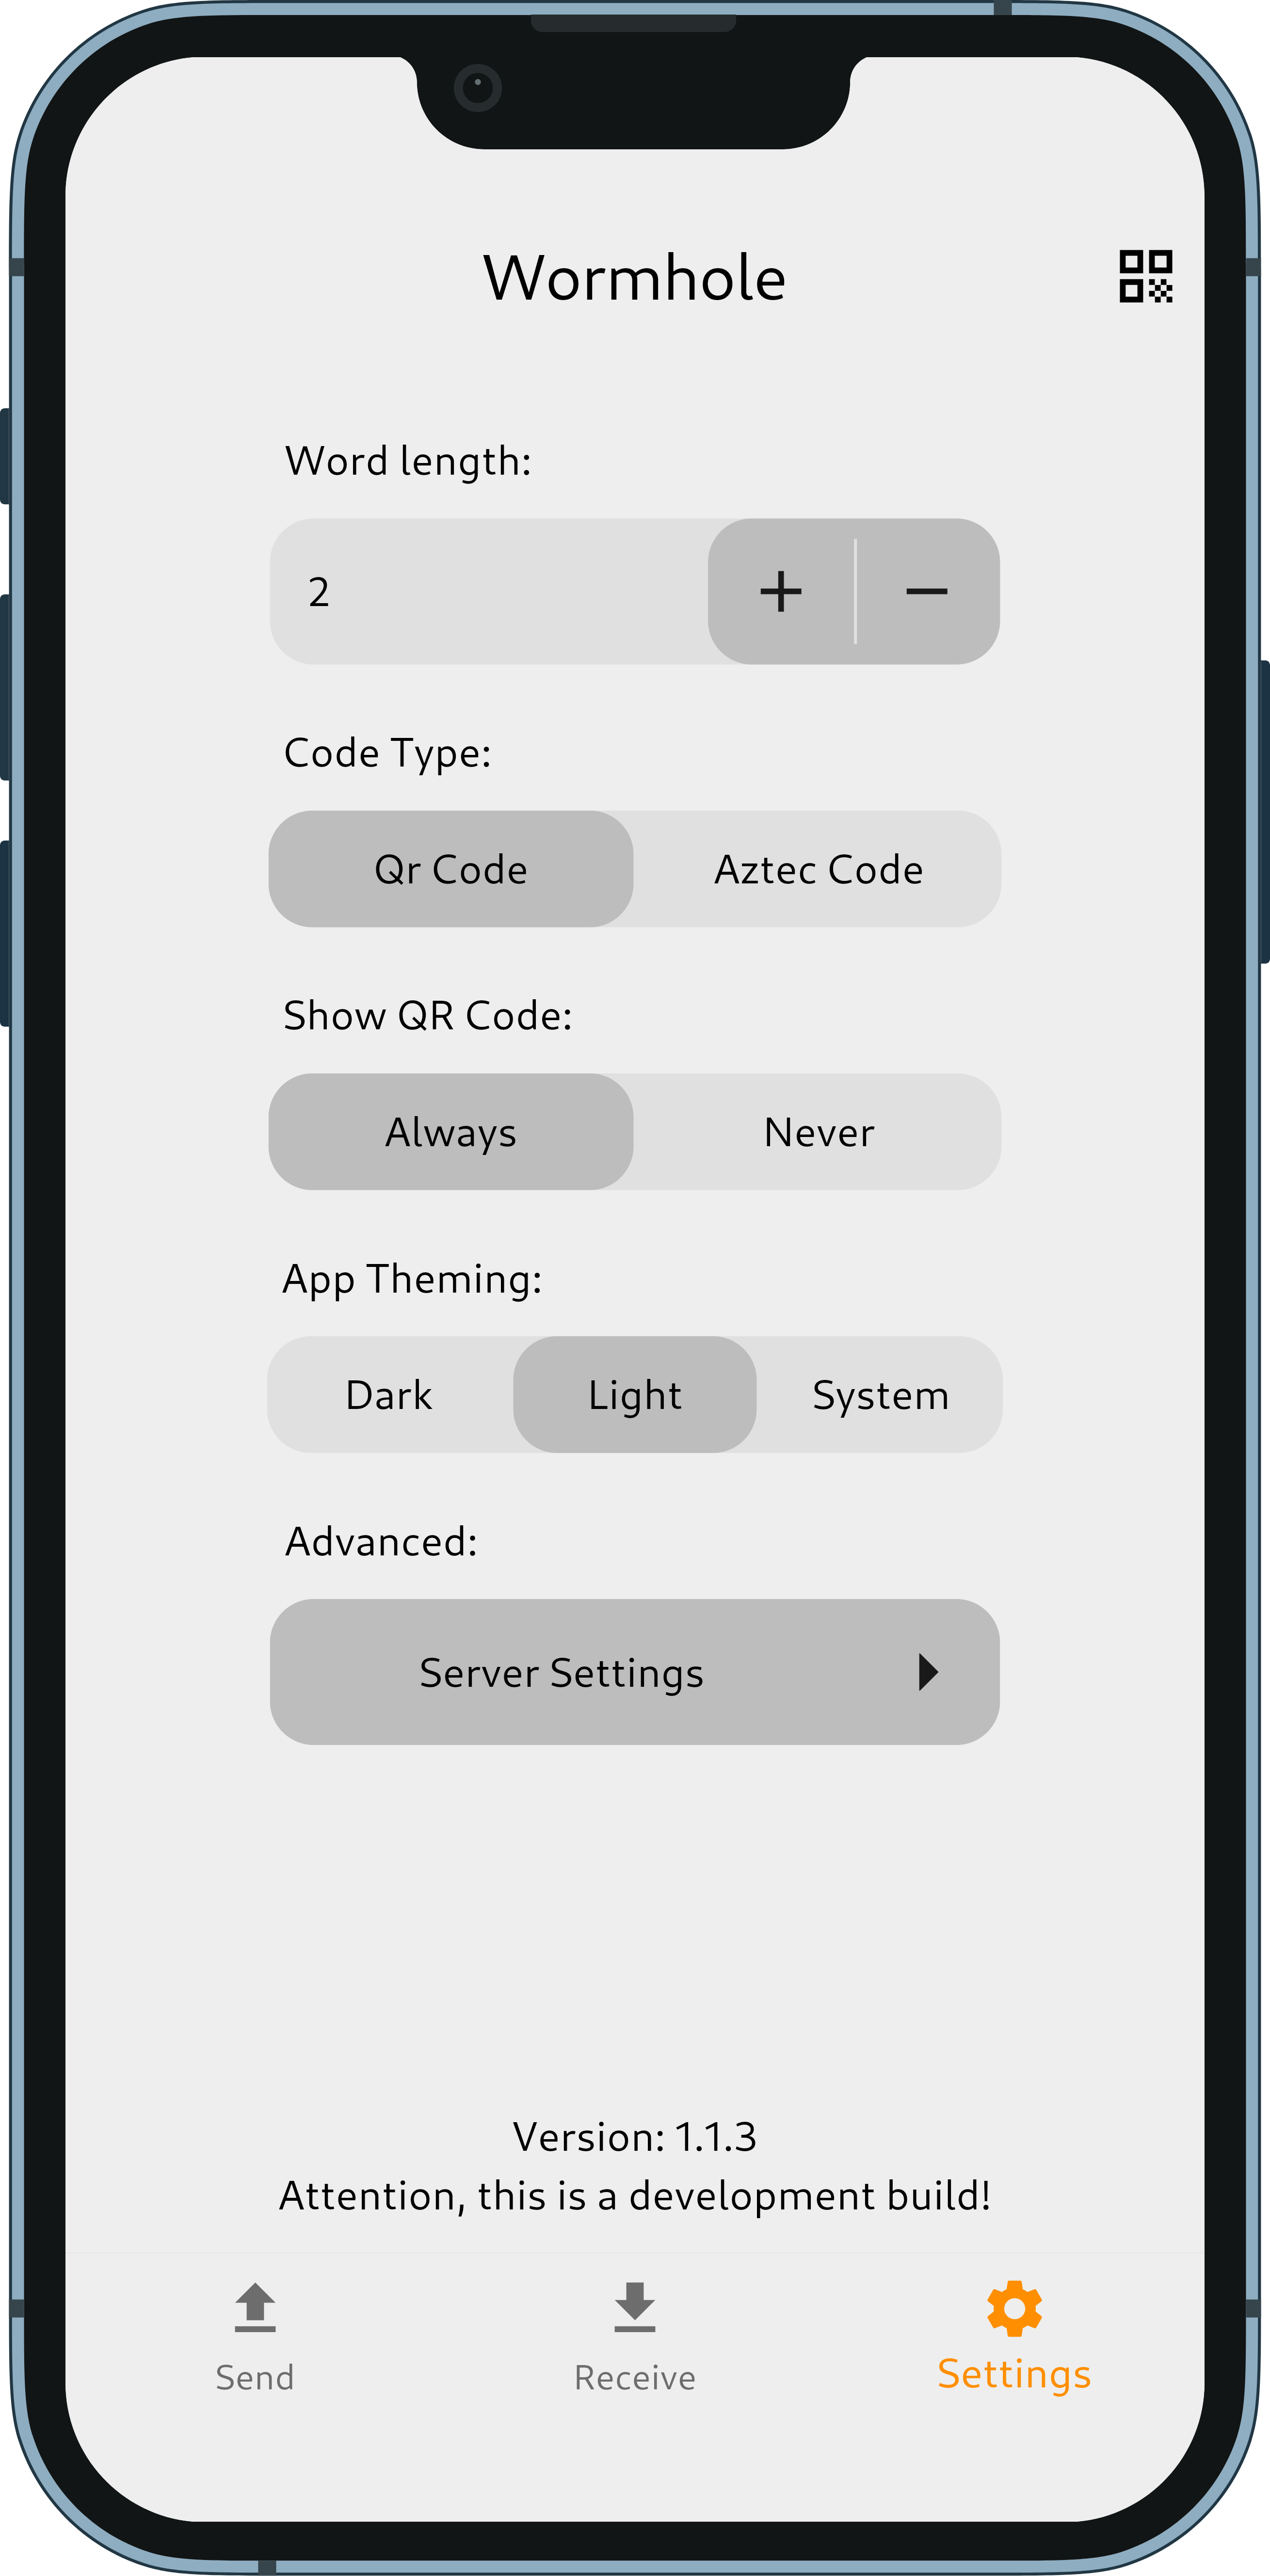 Wormhole
Word length:
2
Code Type:
Qr Code Aztec Code
Show QR Code:
Always Never
App Theming:
Dark Light System
Advanced:
Server Settings
Version: 1.1.3
Attention, this is a development build!
Send Receive Settings